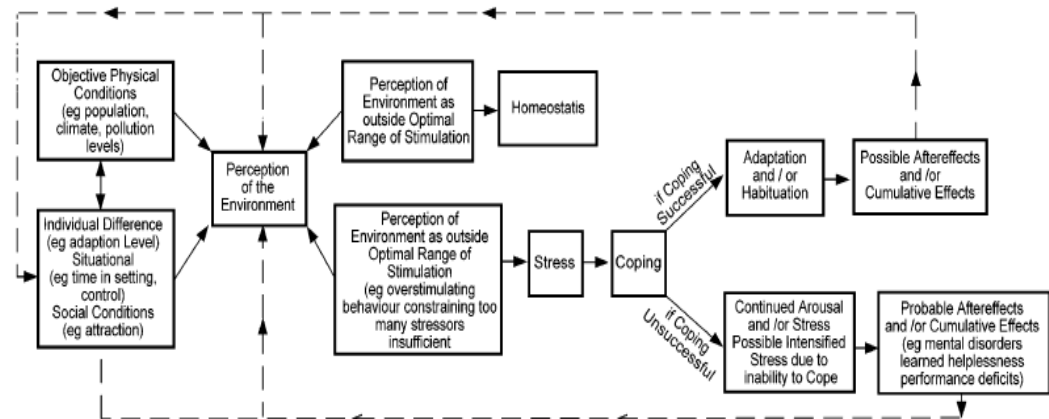 Objective Physical
Conditions
(eg population,
climate, pollution
levels)
Individual Difference
(eg adaption Level)
Situational
(eg time in setting,
control)
Social Conditions
(eg attraction)
Perception
of the
Environment
Perception of
Environment as
outside Optimal
Range of Stimulation
Homeostatis
Perception of
Environment as outside
Optimal Range of
Stimulation
(eg overstimulating
behaviour constraining too
many stressors
insufficient
Stress
Coping
if Coping
Successful
Adaptation
and / or
Habituation
Possible Aftereffects
and /or
Cumulative Effects
if Coping
Unsuccessful
Continued Arousal
and /or Stress
Possible Intensified
Stress due to
inability to Cope
Probable Aftereffects
and /or Cumulative Effects
(eg mental disorders
learned helplessness
performance deficits)